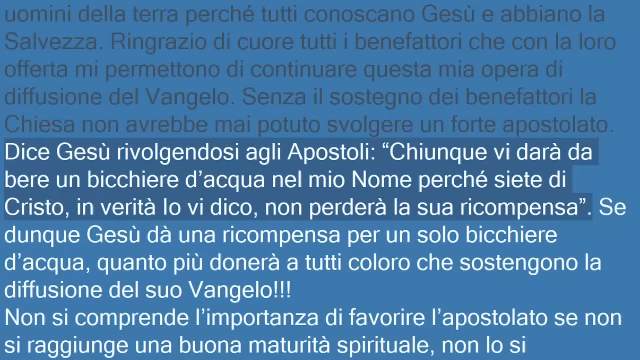 uomini della terra perché tutti conoscano Gesù e abbiano la
Salvezza. Ringrazio di cuore tutti i benefattori che con la loro
offerta mi permettono di continuare questa mia opera di
diffusione del Vangelo. Senza il sostegno dei benefattori la
Chiesa non avrebbe mai potuto svolgere un forte apostolato.
Dice Gesù rivolgendosi agli Apostoli: “Chiunque vi darà da
bere un bicchiere d’acqua nel mio Nome perché siete di
Cristo, in verità Io vi dico, non perderà la sua ricompensa”. Se
dunque Gesù dà una ricompensa per un solo bicchiere
d’acqua, quanto più donerà a tutti coloro che sostengono la
diffusione del suo Vangelo!!!
Non si comprende l’importanza di favorire l’apostolato se non
si raggiunge una buona maturità spirituale, non lo si